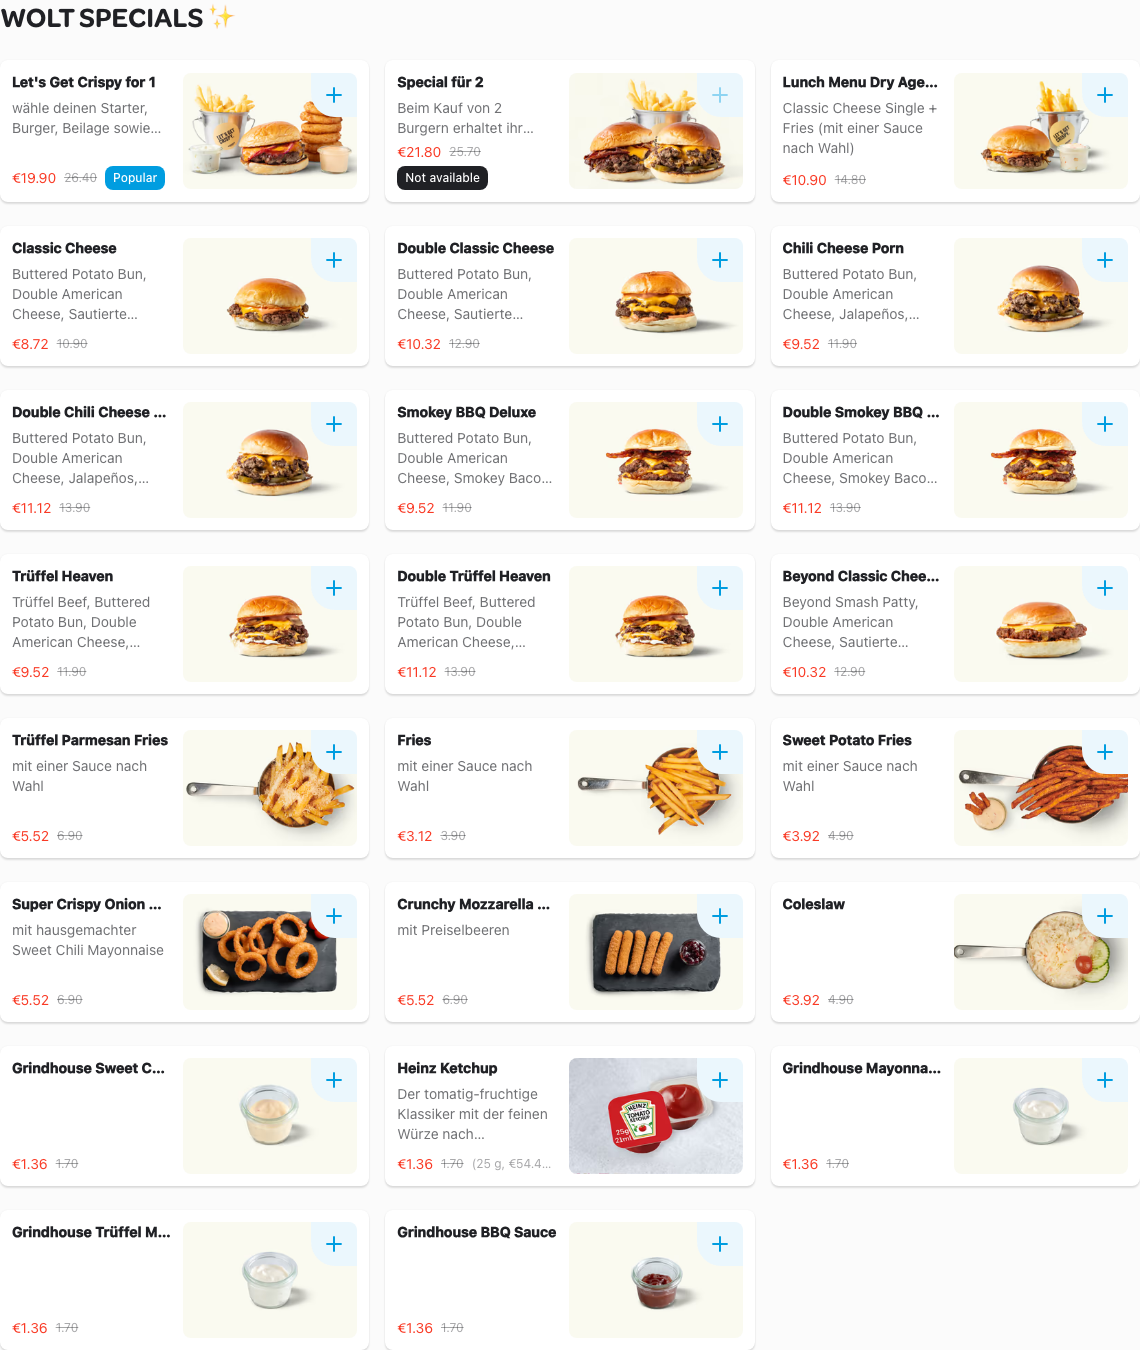 WOLT SPECIALS ✨
Let's Get Crispy for 1
wähle deinen Starter,
Burger, Beilage sowie...
€19.90 26.40 Popular
Special für 2
Beim Kauf von 2
Burgern erhaltet ihr...
€21.80 25.70
Not available
Lunch Menu Dry Age...
Classic Cheese Single +
Fries (mit einer Sauce
nach Wahl)
€10.90 14.80
Classic Cheese
Buttered Potato Bun,
Double American
Cheese, Sautierte...
€8.72 10.90
Double Classic Cheese
Buttered Potato Bun,
Double American
Cheese, Sautierte...
€10.32 12.90
Chili Cheese Porn
Buttered Potato Bun,
Double American
Cheese, Jalapeños,...
€9.52 11.90
Double Chili Cheese ...
Buttered Potato Bun,
Double American
Cheese, Jalapeños,...
€11.12 13.90
Smokey BBQ Deluxe
Buttered Potato Bun,
Double American
Cheese, Smokey Baco...
€9.52 11.90
Double Smokey BBQ ...
Buttered Potato Bun,
Double American
Cheese, Smokey Baco...
€11.12 13.90
Trüffel Heaven
Trüffel Beef, Buttered
Potato Bun, Double
American Cheese,...
€9.52 11.90
Double Trüffel Heaven
Trüffel Beef, Buttered
Potato Bun, Double
American Cheese,...
€11.12 13.90
Beyond Classic Chee...
Beyond Smash Patty,
Double American
Cheese, Sautierte...
€10.32 12.90
Trüffel Parmesan Fries
mit einer Sauce nach
Wahl
€5.52 6.90
Fries
mit einer Sauce nach
Wahl
€3.12 3.90
Sweet Potato Fries
mit einer Sauce nach
Wahl
€3.92 4.90
Super Crispy Onion ...
mit hausgemachter
Sweet Chili Mayonnaise
€5.52 6.90
Crunchy Mozzarella ...
mit Preiselbeeren
€5.52 6.90
Coleslaw
€3.92 4.90
Grindhouse Sweet C...
€1.36 1.70
Heinz Ketchup
Der tomatig-fruchtige
Klassiker mit der feinen
Würze nach...
€1.36 1.70 (25 g, €54.4...
HEINZ
TOMATO
KETCHUP
25g
21ml
Grindhouse Mayonna...
€1.36 1.70
Grindhouse Trüffel M...
€1.36 1.70
Grindhouse BBQ Sauce
€1.36 1.70